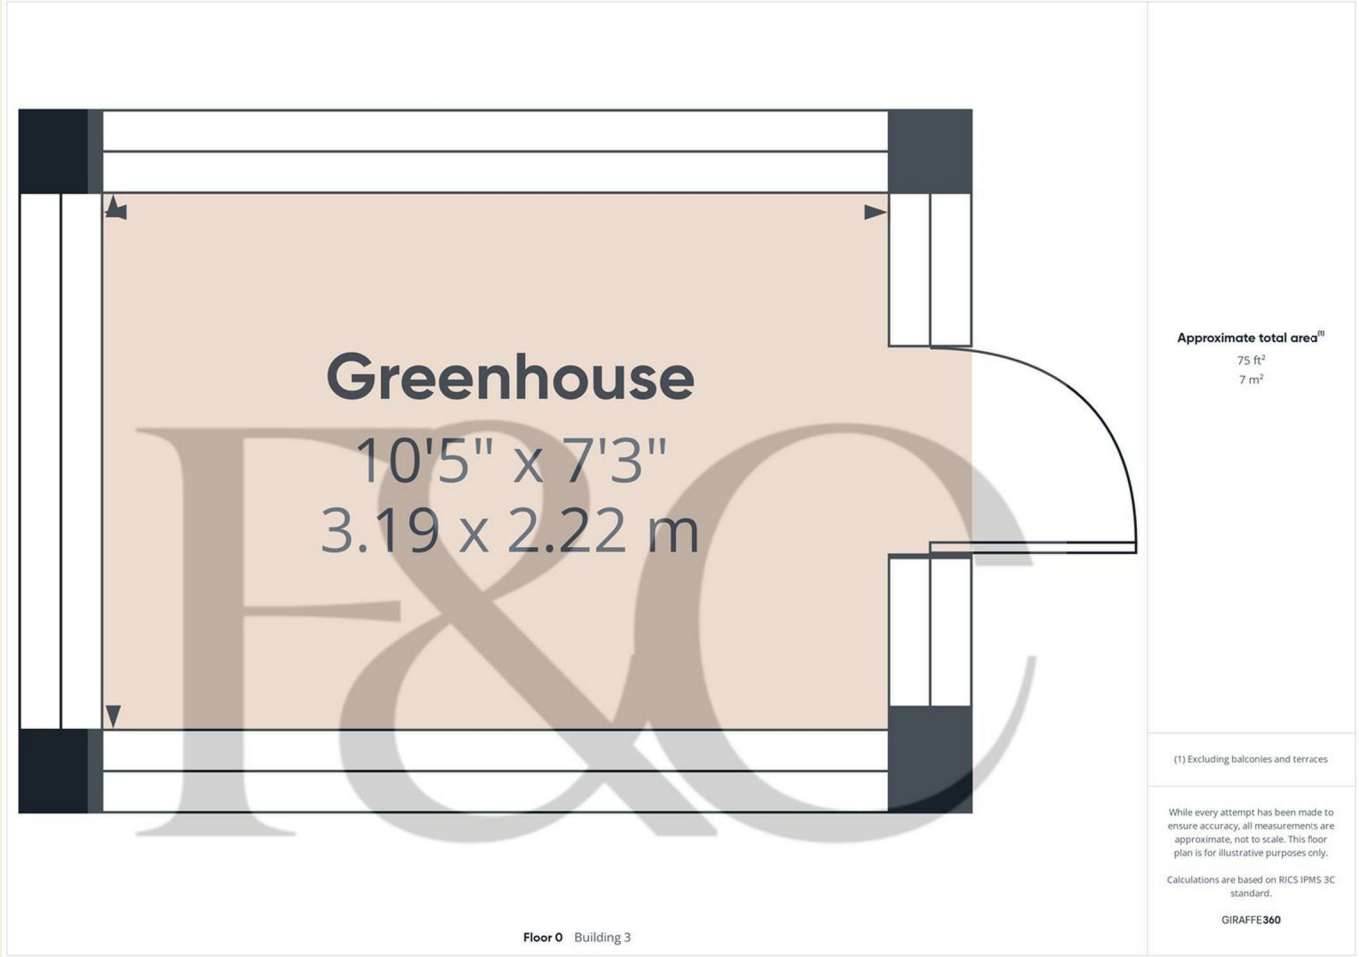 Greenhouse
10'5" x 7'3"
3.19 x 2.22 m
F&C
Approximate total area(1)
75 ft²
7 m²
(1) Excluding balconies and terraces
While every attempt has been made to
ensure accuracy, all measurements are
approximate, not to scale. This floor
plan is for illustrative purposes only.
Calculations are based on RICS IPMS 3C
standard.
GIRAFFE360
Floor 0 Building 3